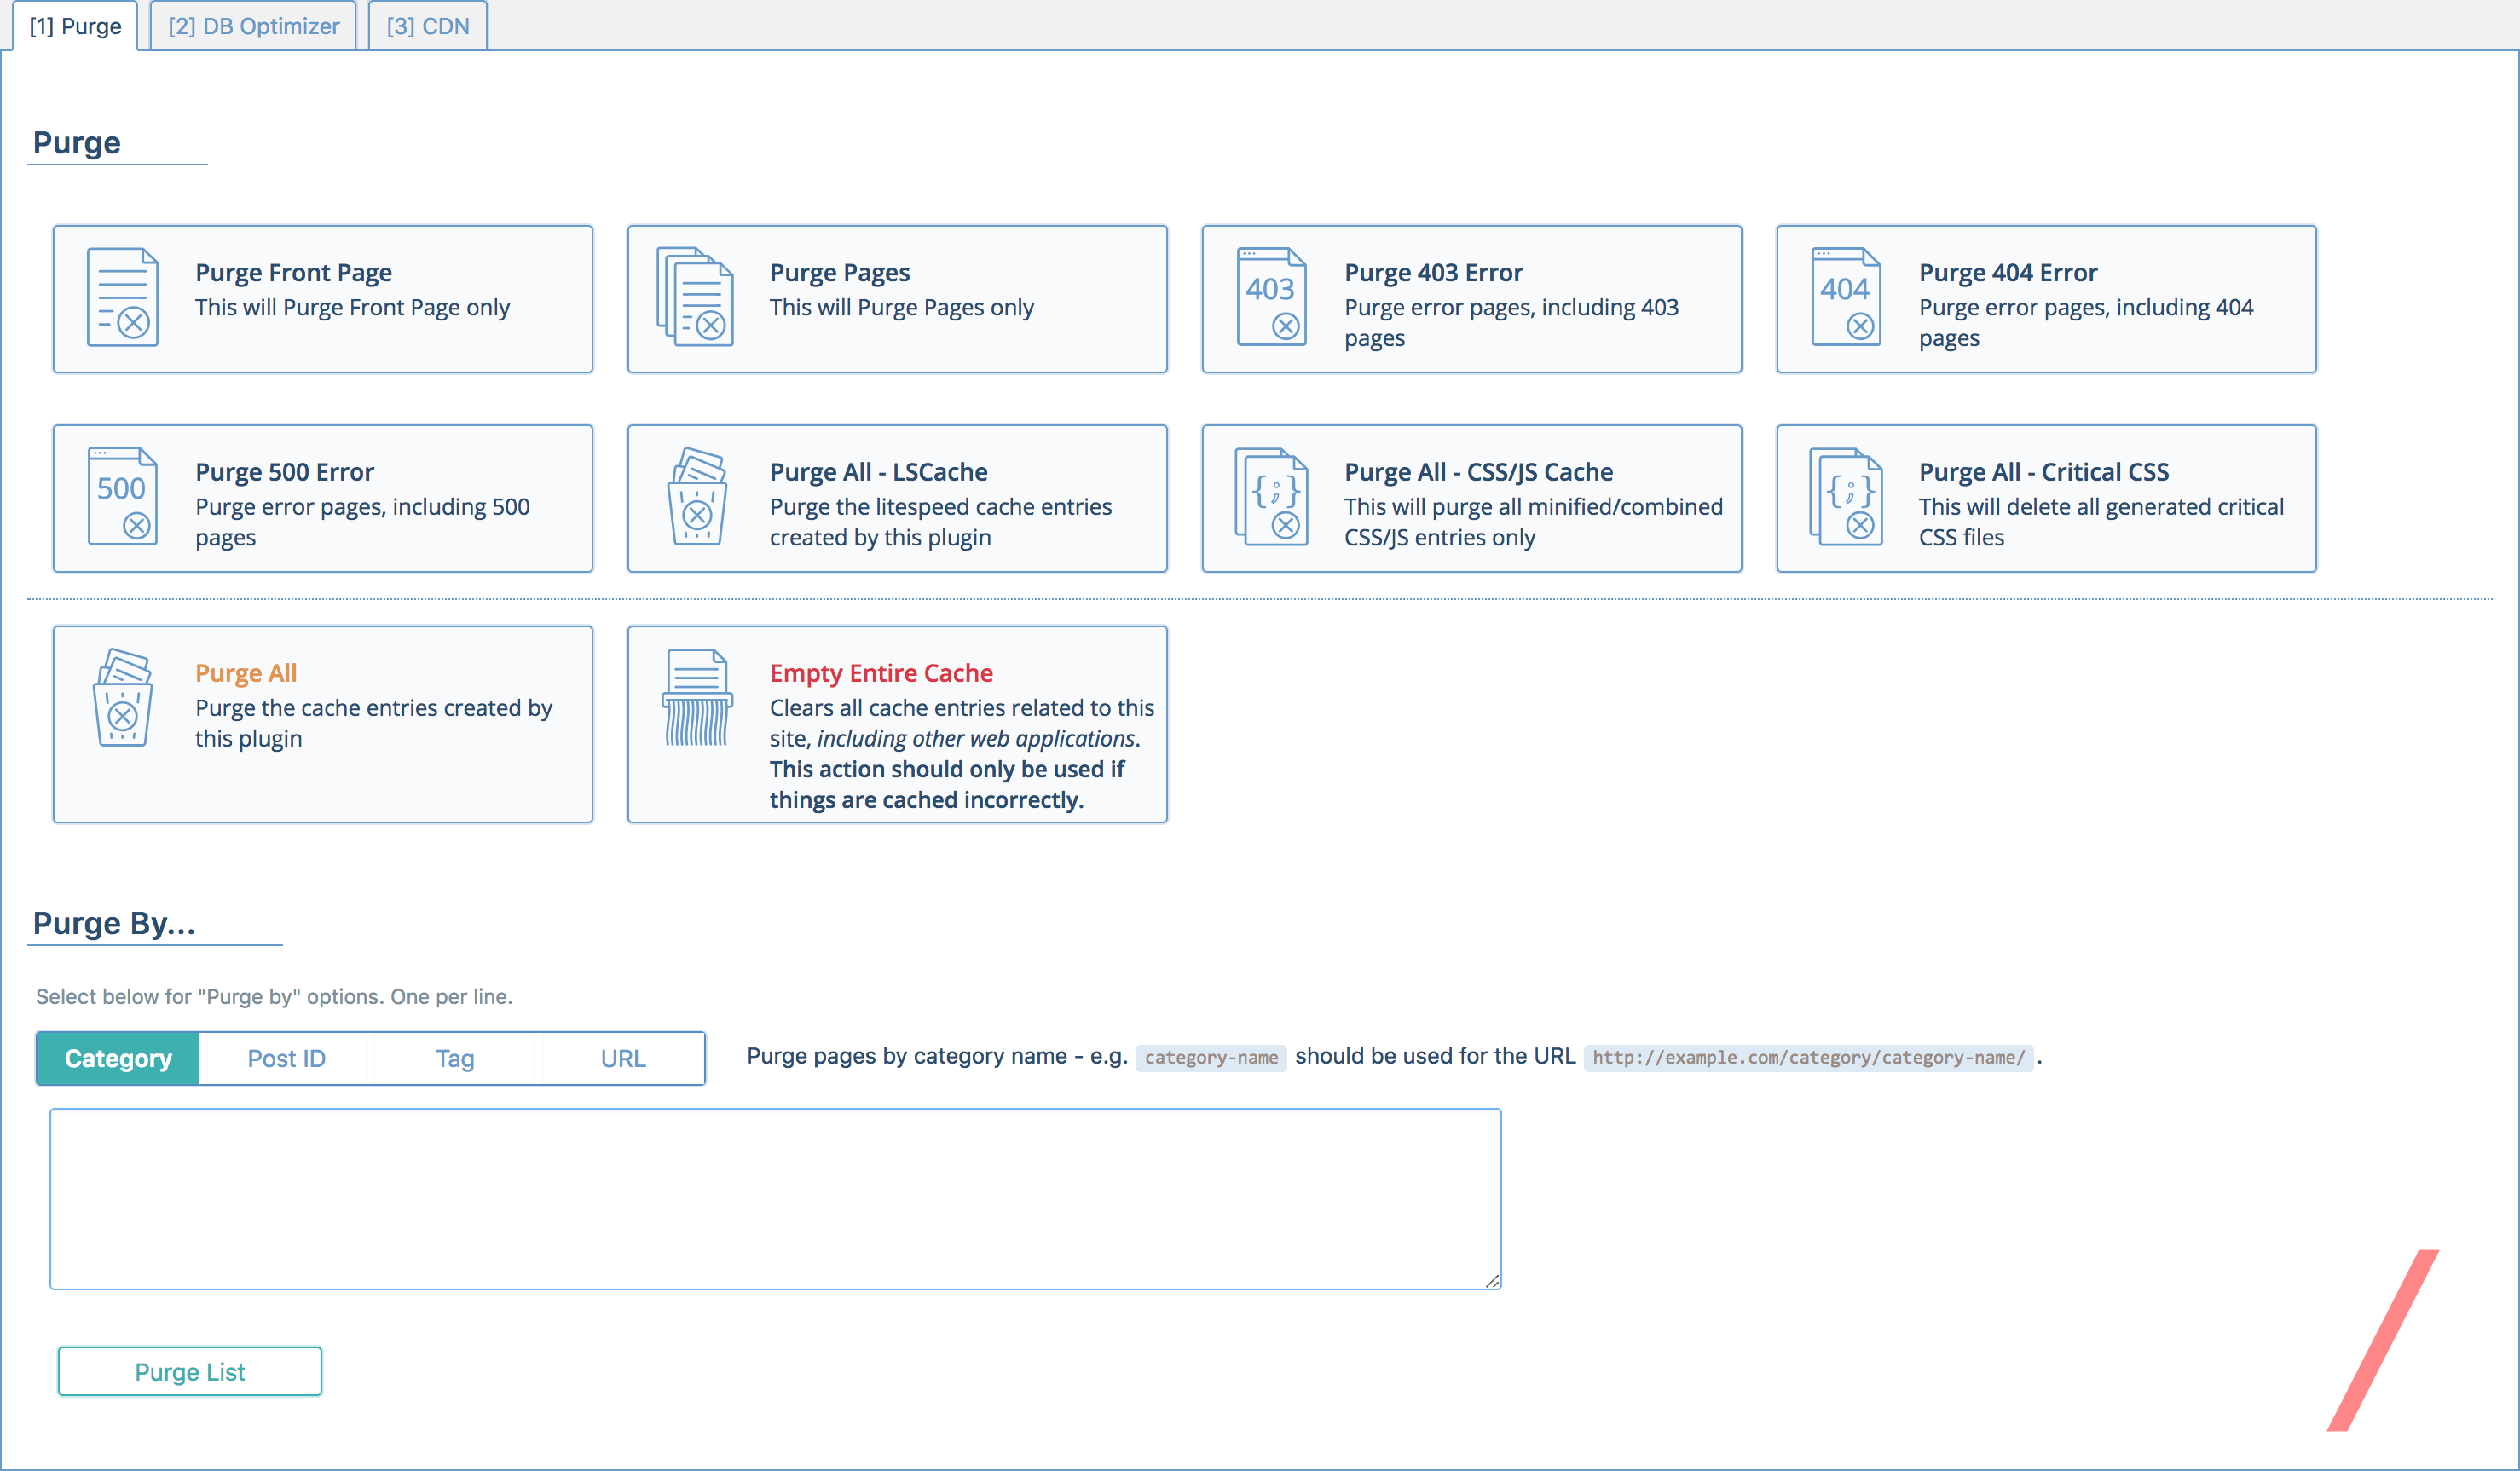 [1] Purge
[2] DB Optimizer
[3] CDN
Purge
Purge Front Page
This will Purge Front Page only
Purge Pages
This will Purge Pages only
403
Purge 403 Error
Purge error pages, including 403
pages
404
Purge 404 Error
Purge error pages, including 404
pages
500
Purge 500 Error
Purge error pages, including 500
pages
Purge All - LSCache
Purge the litespeed cache entries
created by this plugin
{;}
Purge All - CSS/JS Cache
This will purge all minified/combined
CSS/JS entries only
{;}
Purge All - Critical CSS
This will delete all generated critical
CSS files
Purge All
Purge the cache entries created by
this plugin
Empty Entire Cache
Clears all cache entries related to this
site, including other web applications.
This action should only be used if
things are cached incorrectly.
Purge By...
Select below for "Purge by" options. One per line.
Category
Post ID
Tag
URL
Purge pages by category name - e.g. category-name should be used for the URL http://example.com/category/category-name/ .
Purge List